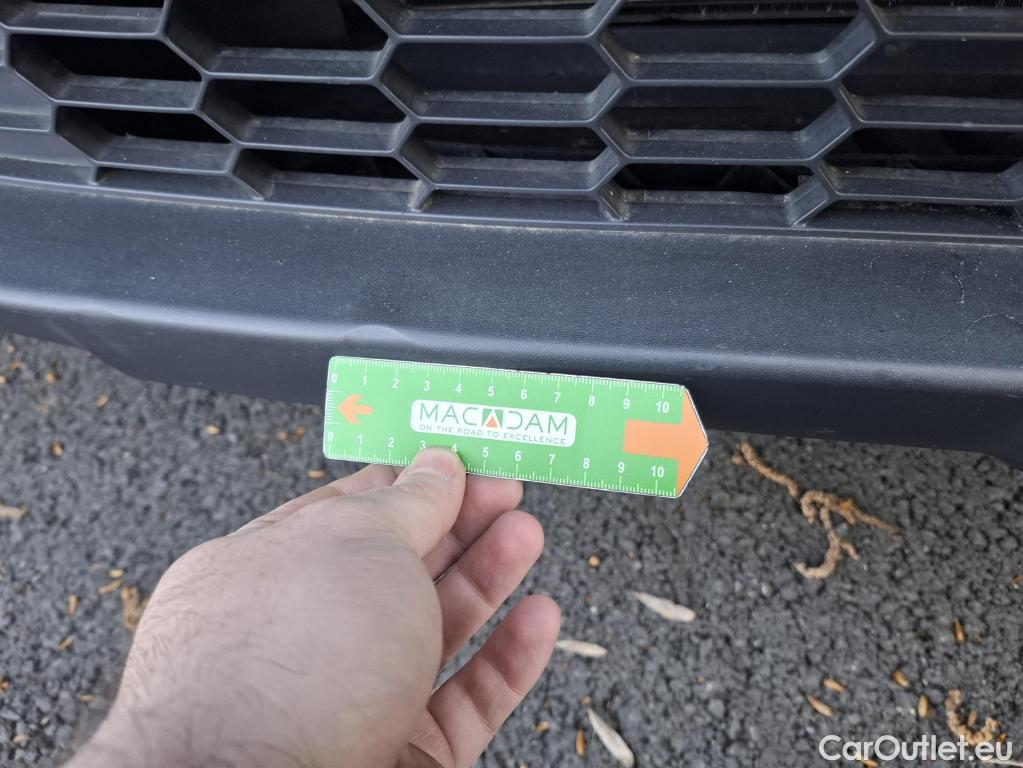 0 1 2 3 4 5 6 7 8 9 10
MACADAM
ON THE ROAD TO EXCELLENCE
0 1 2 3 4 5 6 7 8 9 10
CarOutlet.eu